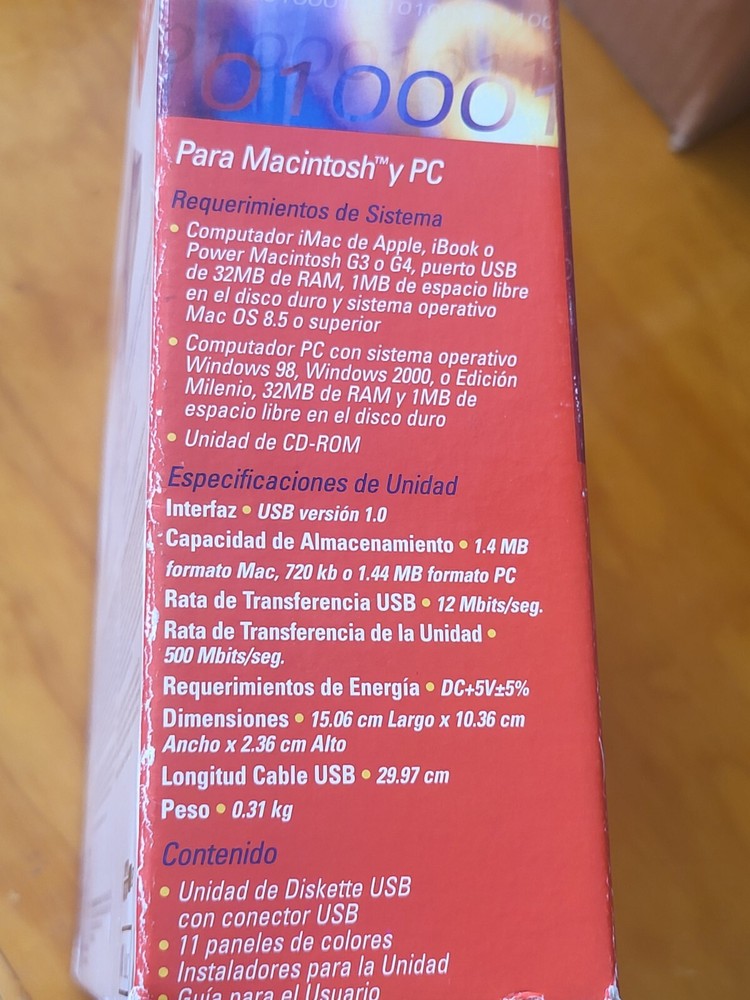 010001
Para Macintosh™ y PC
Requerimientos de Sistema
• Computador iMac de Apple, iBook o
Power Macintosh G3 o G4, puerto USB
de 32MB de RAM, 1MB de espacio libre
en el disco duro y sistema operativo
Mac OS 8.5 o superior
• Computador PC con sistema operativo
Windows 98, Windows 2000, o Edición
Milenio, 32MB de RAM y 1MB de
espacio libre en el disco duro
• Unidad de CD-ROM
Especificaciones de Unidad
Interfaz • USB versión 1.0
Capacidad de Almacenamiento • 1.4 MB
formato Mac, 720 kb o 1.44 MB formato PC
Rata de Transferencia USB • 12 Mbits/seg.
Rata de Transferencia de la Unidad •
500 Mbits/seg.
Requerimientos de Energía • DC+5V±5%
Dimensiones • 15.06 cm Largo x 10.36 cm
Ancho x 2.36 cm Alto
Longitud Cable USB • 29.97 cm
Peso • 0.31 kg
Contenido
• Unidad de Diskette USB
con conector USB
• 11 paneles de colores
• Instaladores para la Unidad
• Guía para el Usuario